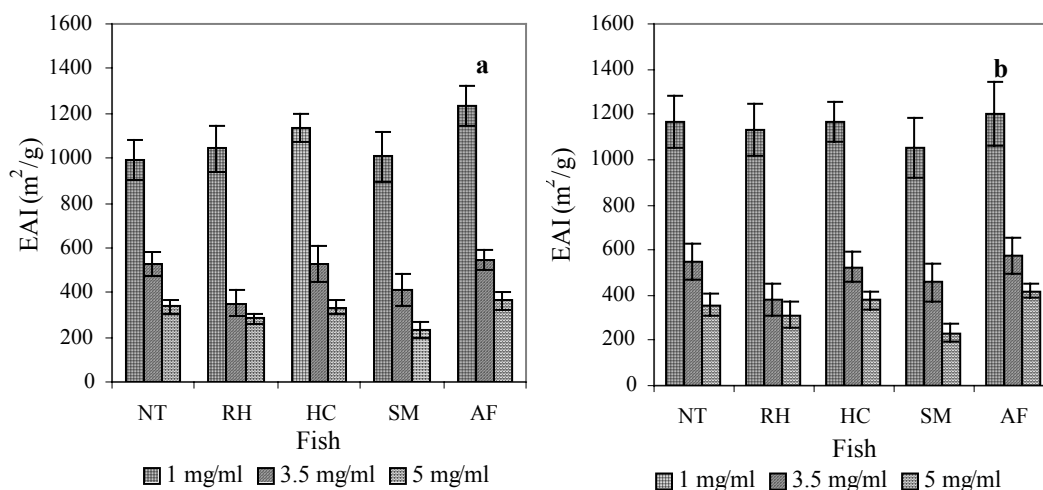 1600
1400
1200
1000
800
600
400
200
0
EAI (m²/g)
a
NT RH HC SM AF
Fish
1 mg/ml 3.5 mg/ml 5 mg/ml
1600
1400
1200
1000
800
600
400
200
0
EAI (m²/g)
b
NT RH HC SM AF
Fish
1 mg/ml 3.5 mg/ml 5 mg/ml